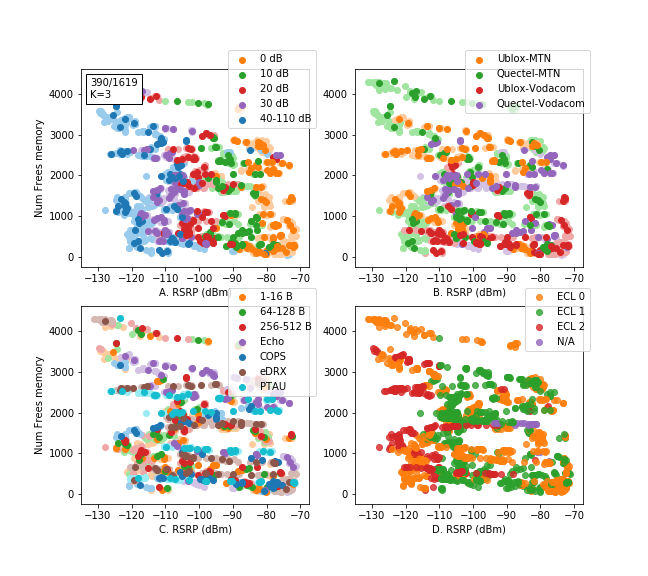 390/1619
K=3
0 dB
10 dB
20 dB
30 dB
40-110 dB
Num Frees memory
4000
3000
2000
1000
0
−130 −120 −110 −100 −90 −80 −70
A. RSRP (dBm)
Ublox-MTN
Quectel-MTN
Ublox-Vodacom
Quectel-Vodacom
4000
3000
2000
1000
0
−130 −120 −110 −100 −90 −80 −70
B. RSRP (dBm)
1-16 B
64-128 B
256-512 B
Echo
COPS
eDRX
PTAU
Num Frees memory
4000
3000
2000
1000
0
−130 −120 −110 −100 −90 −80 −70
C. RSRP (dBm)
ECL 0
ECL 1
ECL 2
N/A
4000
3000
2000
1000
0
−130 −120 −110 −100 −90 −80 −70
D. RSRP (dBm)